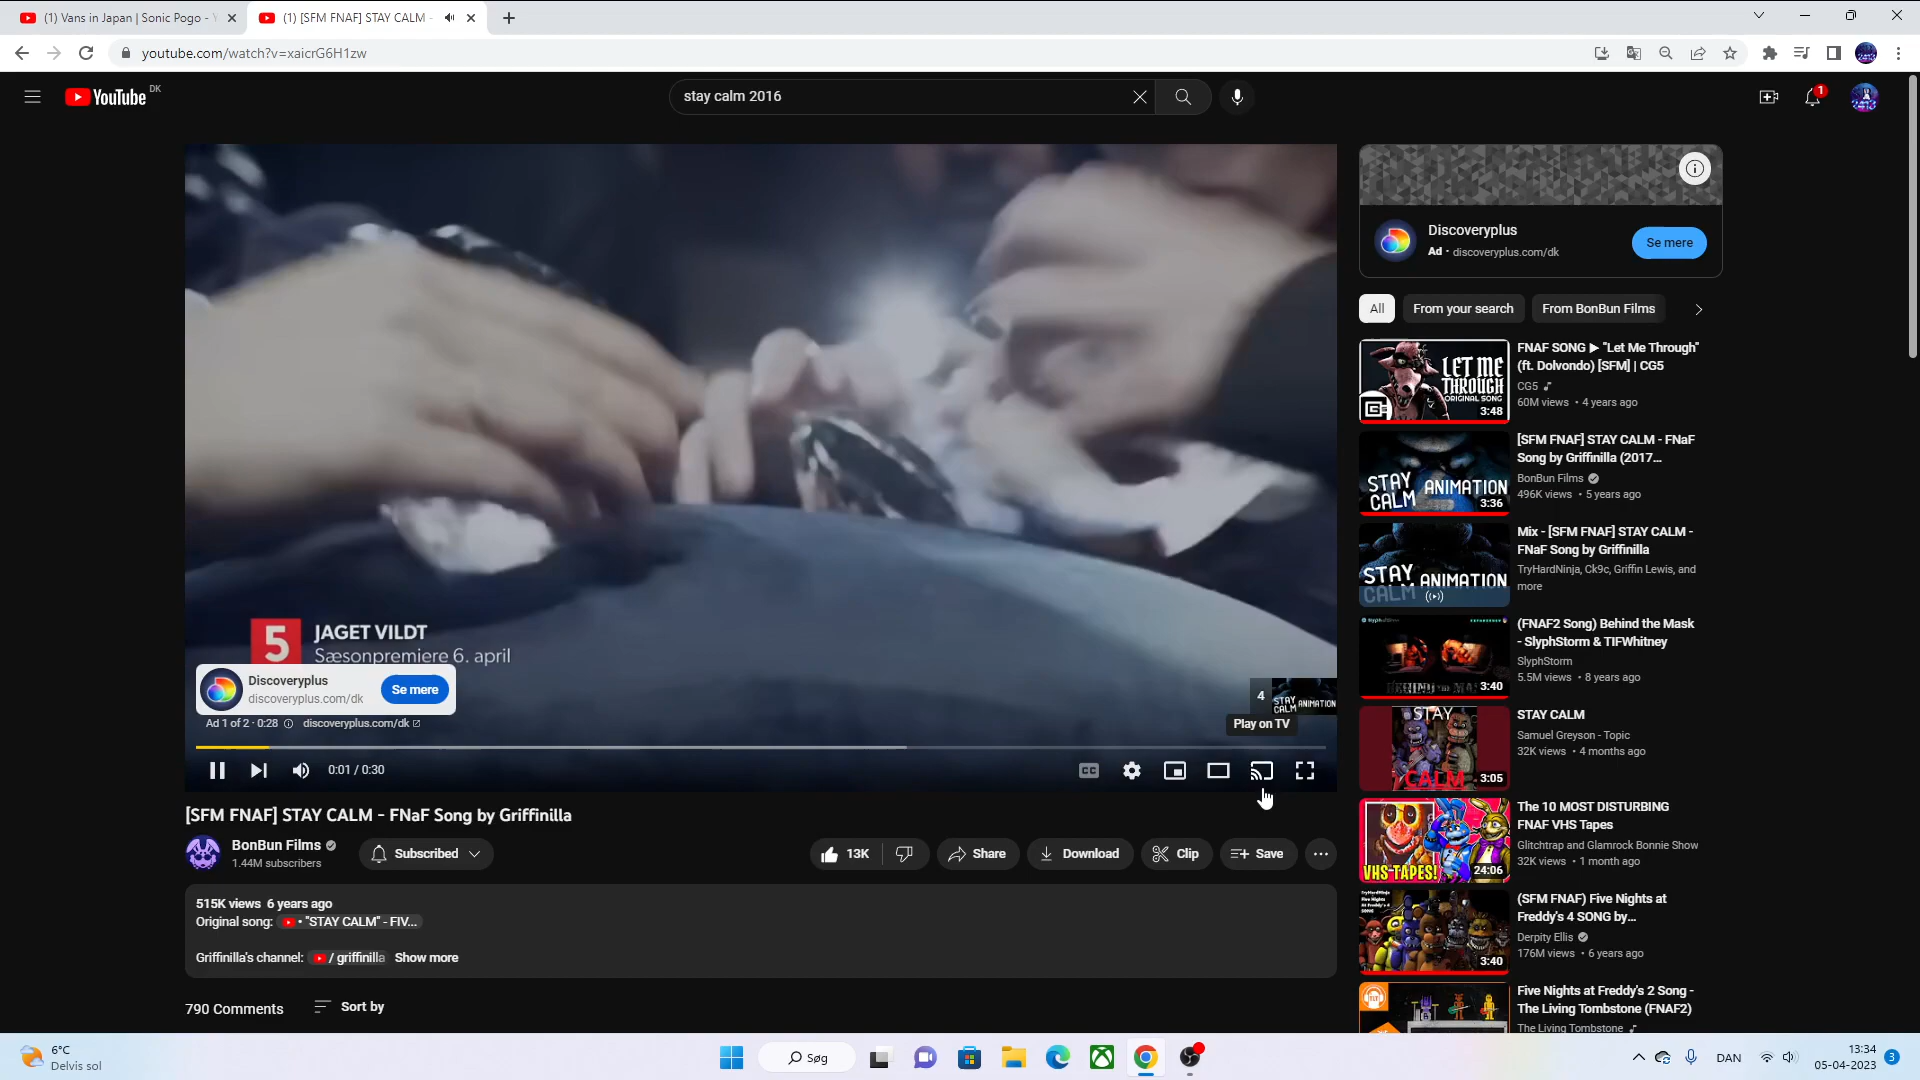 (1) Vans in Japan | Sonic Pogo - Y
(1) [SFM FNAF] STAY CALM -
youtube.com/watch?v=xaicrG6H1zw
YouTube DK
stay calm 2016
1
5 JAGET VILDT
Sæsonpremiere 6. april
Discoveryplus
discoveryplus.com/dk
Se mere
Ad 1 of 2 · 0:28 discoveryplus.com/dk
4
STAY CALM ANIMATION
Play on TV
0:01 / 0:30
CC
[SFM FNAF] STAY CALM - FNaF Song by Griffinilla
BonBun Films
1.44M subscribers
Subscribed
13K
Share
Download
Clip
Save
515K views 6 years ago
Original song: • "STAY CALM" - FIV...
Griffinilla's channel: / griffinilla Show more
790 Comments
Sort by
Discoveryplus
Ad · discoveryplus.com/dk
Se mere
All
From your search
From BonBun Films
LET ME
THROUGH
ORIGINAL SONG
3:48
FNAF SONG ▶ "Let Me Through"
(ft. Dolvondo) [SFM] | CG5
CG5
60M views • 4 years ago
STAY CALM ANIMATION
3:36
[SFM FNAF] STAY CALM - FNaF
Song by Griffinilla (2017...
BonBun Films
496K views • 5 years ago
STAY CALM ANIMATION
Mix - [SFM FNAF] STAY CALM -
FNaF Song by Griffinilla
TryHardNinja, Ck9c, Griffin Lewis, and
more
BEHIND THE MASK
3:40
(FNAF2 Song) Behind the Mask
- SlyphStorm & TIFWhitney
SlyphStorm
5.5M views • 8 years ago
STAY
CALM
3:05
STAY CALM
Samuel Greyson - Topic
32K views • 4 months ago
VHS-TAPES!
24:06
The 10 MOST DISTURBING
FNAF VHS Tapes
Glitchtrap and Glamrock Bonnie Show
32K views • 1 month ago
TryHardNinja
Five Nights
At Freddy's 4
SONG
3:40
(SFM FNAF) Five Nights at
Freddy's 4 SONG by...
Derpity Ellis
176M views • 6 years ago
Five Nights at Freddy's 2 Song -
The Living Tombstone (FNAF2)
The Living Tombstone
6°C
Delvis sol
Søg
DAN
13:34
05-04-2023
3